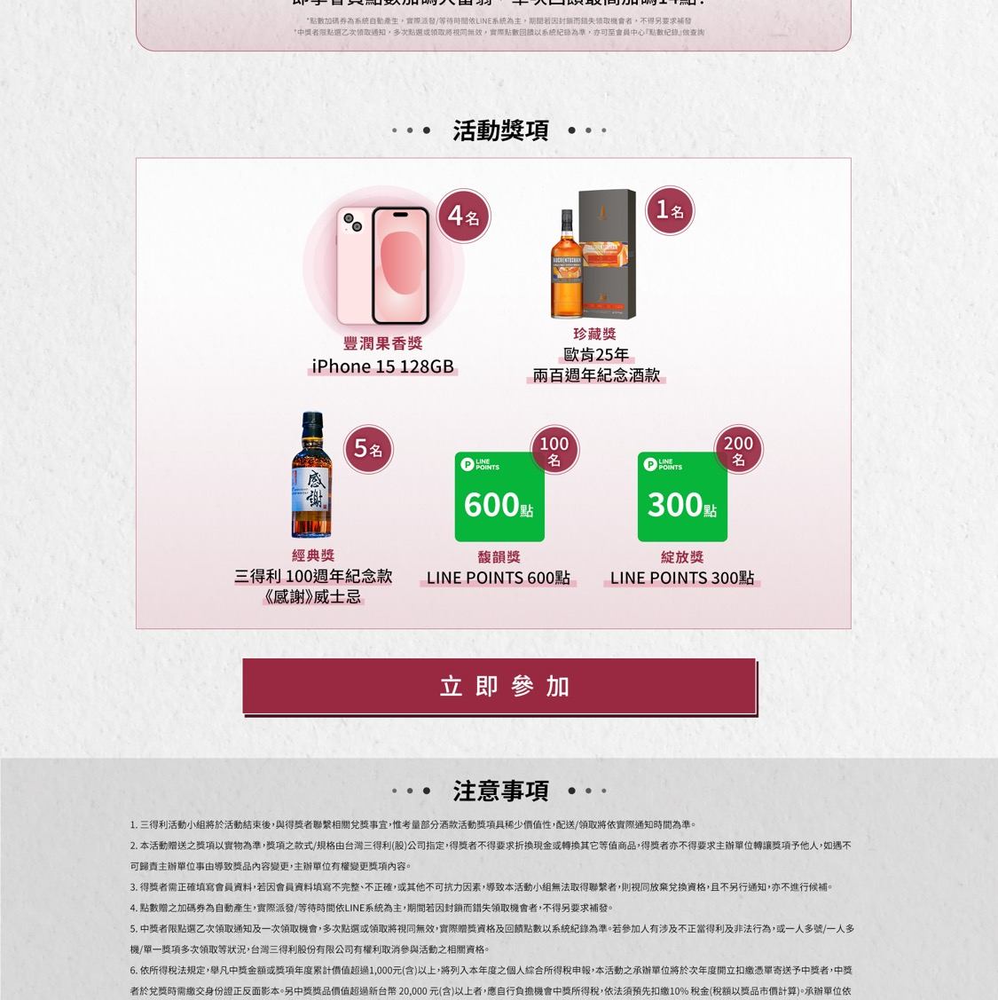 即享會員點數加碼大富翁，單次回饋最高加碼14點！
*點數加碼券為系統自動產生，實際派發/等待時間依LINE系統為主，期間若因封鎖而錯失領取機會者，不得另要求補發
*中獎者限點選乙次領取通知，多次點選或領取將視同無效，實際點數回饋以系統紀錄為準，亦可至會員中心『點數紀錄』做查詢
活動獎項
4名
1名
豐潤果香獎
iPhone 15 128GB
珍藏獎
歐肯25年
兩百週年紀念酒款
5名
100名
200名
感謝
LINE POINTS
600點
LINE POINTS
300點
經典獎
三得利 100週年紀念款
《感謝》威士忌
馥韻獎
LINE POINTS 600點
綻放獎
LINE POINTS 300點
立即參加
注意事項
1. 三得利活動小組將於活動結束後，與得獎者聯繫相關兌獎事宜，惟考量部分酒款活動獎項具稀少價值性，配送/領取將依實際通知時間為準。
2. 本活動贈送之獎項以實物為準，獎項之款式/規格由台灣三得利(股)公司指定，得獎者不得要求折換現金或轉換其它等值商品，得獎者亦不得要求主辦單位轉讓獎項予他人，如遇不
可歸責主辦單位事由導致獎品內容變更，主辦單位有權變更獎項內容。
3. 得獎者需正確填寫會員資料，若因會員資料填寫不完整、不正確，或其他不可抗力因素，導致本活動小組無法取得聯繫者，則視同放棄兌換資格，且不另行通知，亦不進行候補。
4. 點數贈之加碼券為自動產生，實際派發/等待時間依LINE系統為主，期間若因封鎖而錯失領取機會者，不得另要求補發。
5. 中獎者限點選乙次領取通知及一次領取機會，多次點選或領取將視同無效，實際贈獎資格及回饋點數以系統紀錄為準。若參加人有涉及不正當得利及非法行為，或一人多號/一人多
機/單一獎項多次領取等狀況，台灣三得利股份有限公司有權利取消參與活動之相關資格。
6. 依所得稅法規定，舉凡中獎金額或獎項年度累計價值超過1,000元(含)以上，將列入本年度之個人綜合所得稅申報，本活動之承辦單位將於次年度開立扣繳憑單寄送予中獎者，中獎
者於兌獎時需繳交身份證正反面影本。另中獎獎品價值超過新台幣 20,000 元(含)以上者，應自行負擔機會中獎所得稅，依法須預先扣繳10% 稅金(稅額以獎品市價計算)。承辦單位依